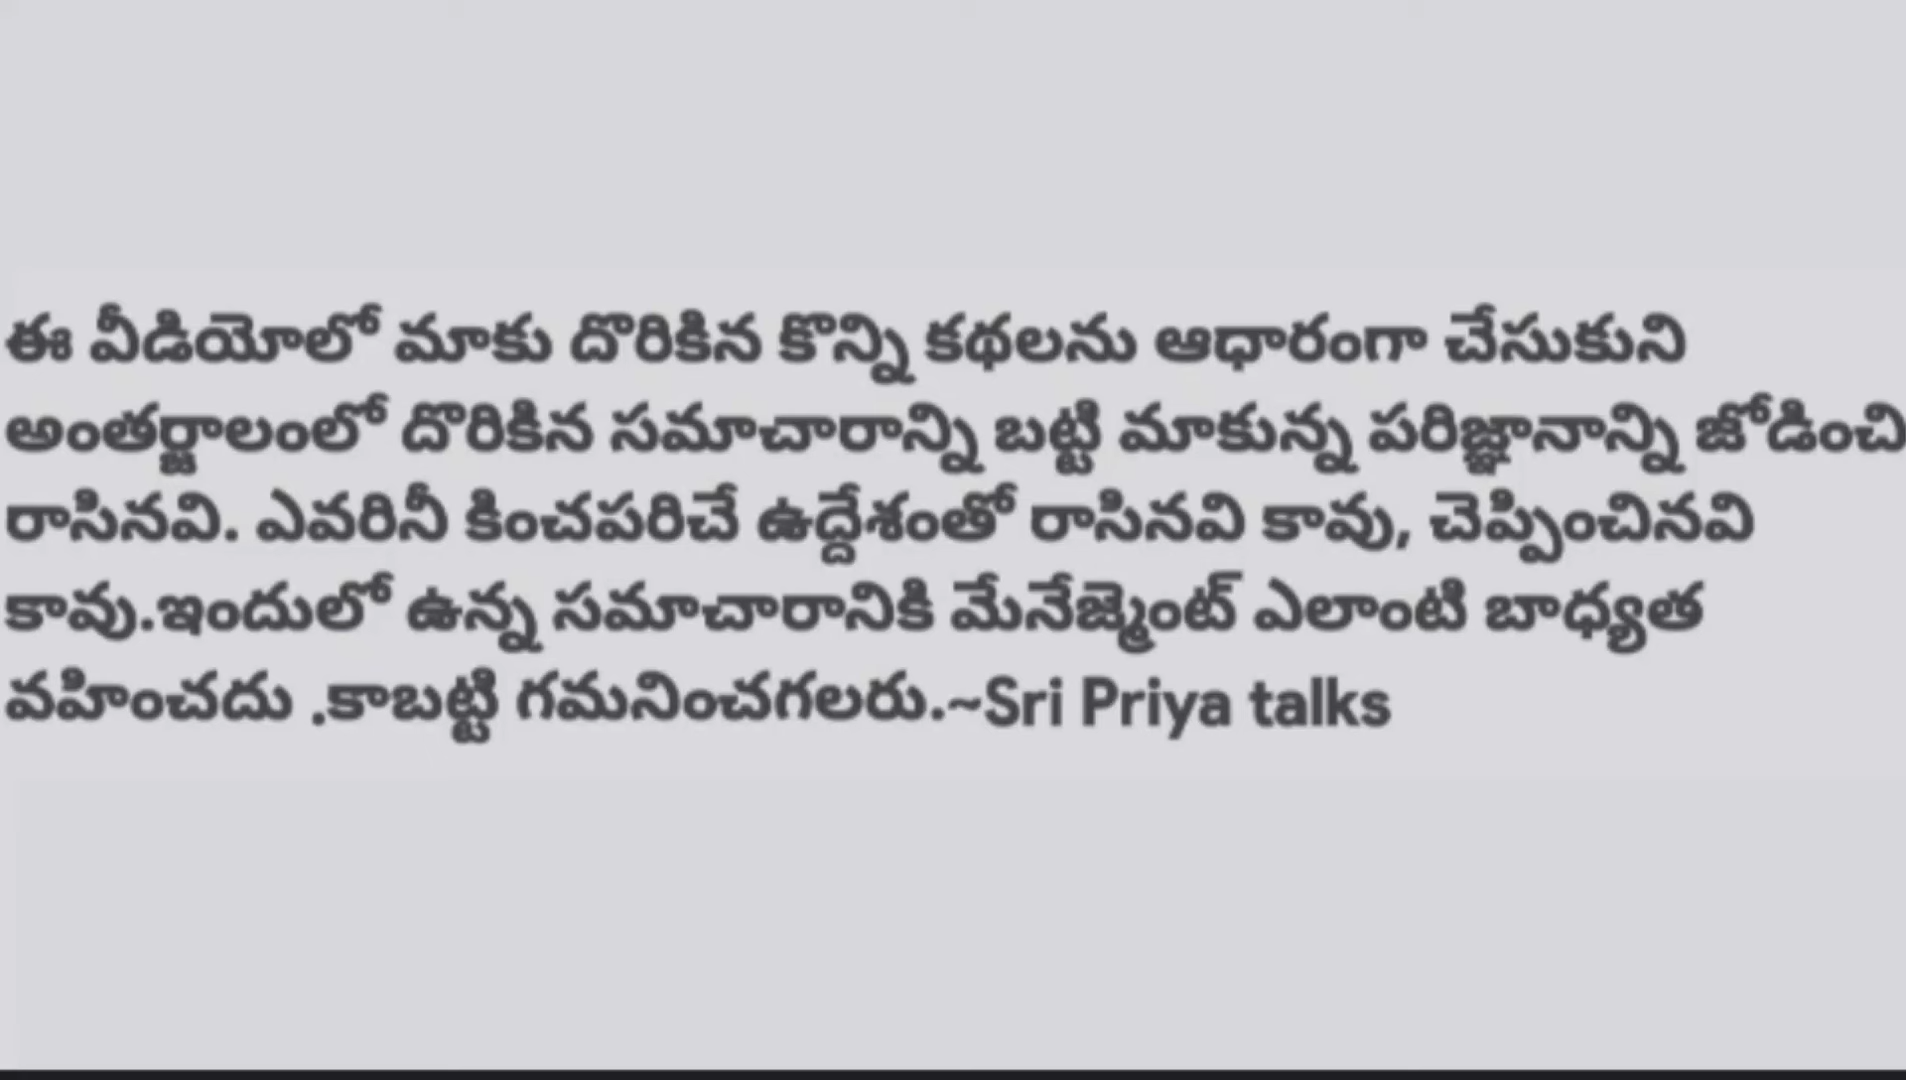 ఈ వీడియోలో మాకు దొరికిన కొన్ని కథలను ఆధారంగా చేసుకుని
అంతర్జాలంలో దొరికిన సమాచారాన్ని బట్టి మాకున్న పరిజ్ఞానాన్ని జోడించి
రాసినవి. ఎవరినీ కించపరిచే ఉద్దేశంతో రాసినవి కావు, చెప్పించినవి
కావు.ఇందులో ఉన్న సమాచారానికి మేనేజ్మెంట్ ఎలాంటి బాధ్యత
వహించదు .కాబట్టి గమనించగలరు.~Sri Priya talks